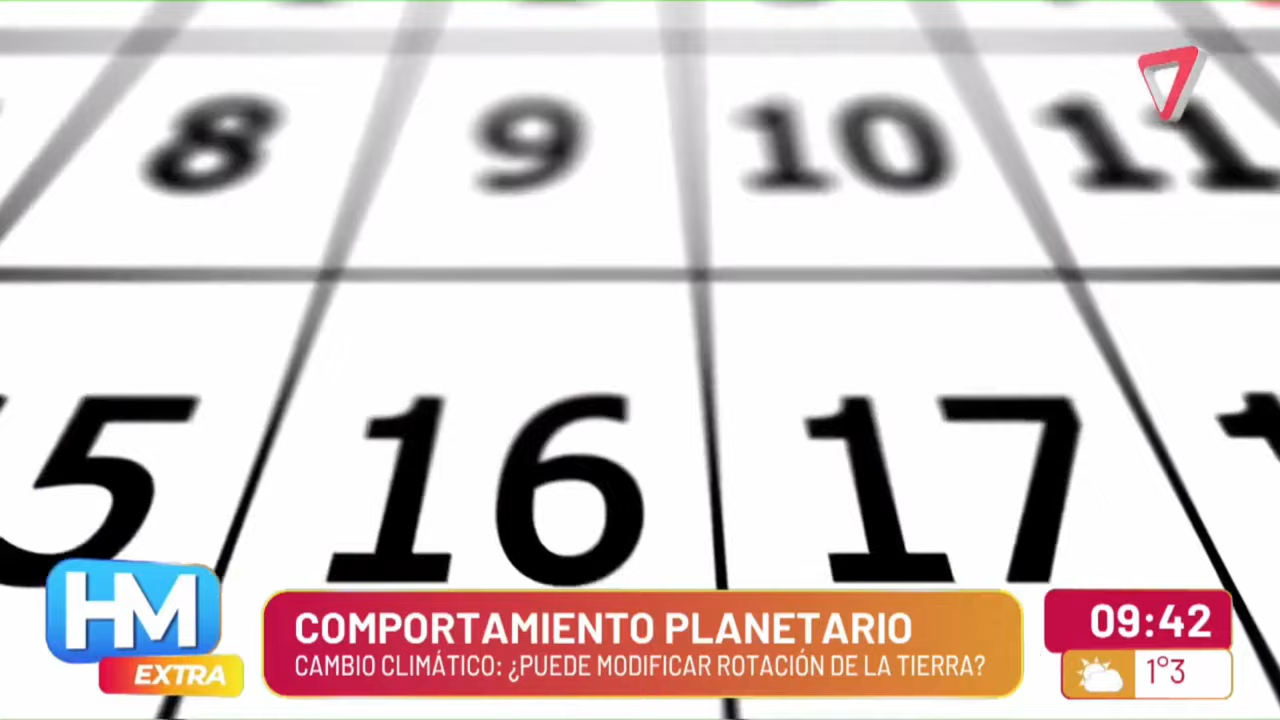 8 9 10 11
5 16 17
HM
EXTRA
COMPORTAMIENTO PLANETARIO
CAMBIO CLIMÁTICO: ¿PUEDE MODIFICAR ROTACIÓN DE LA TIERRA?
09:42
1°3